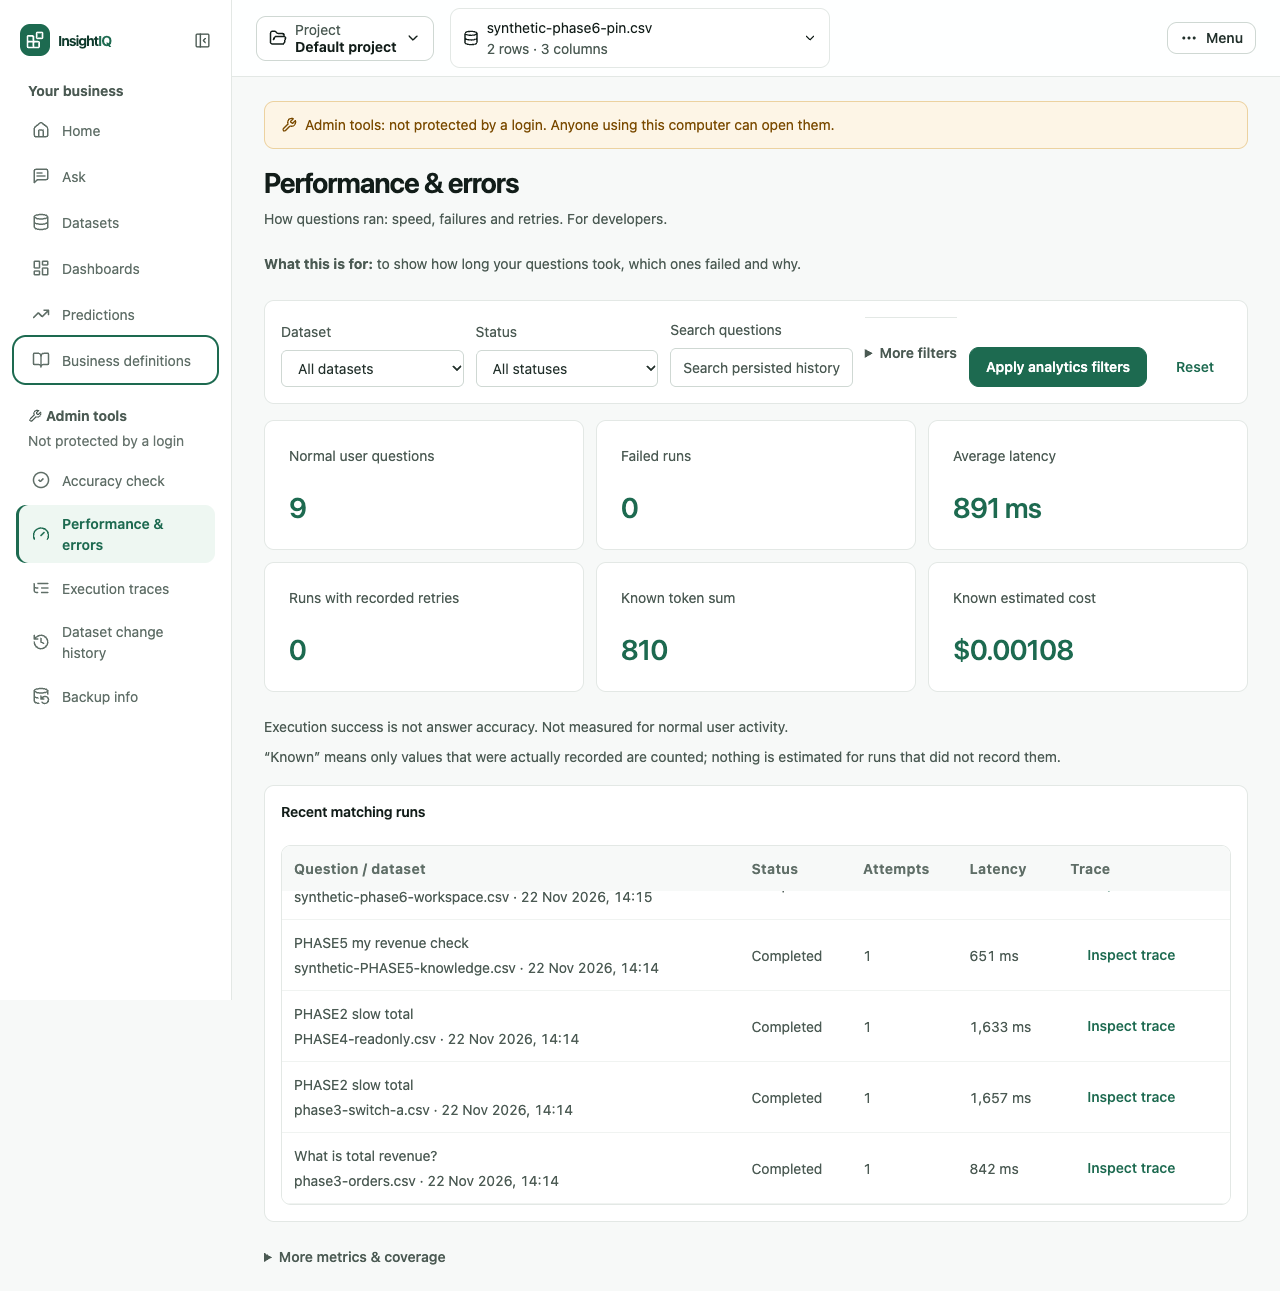 InsightIQ
Your business
Home
Ask
Datasets
Dashboards
Predictions
Business definitions
Admin tools
Not protected by a login
Accuracy check
Performance &
errors
Execution traces
Dataset change
history
Backup info
Project
Default project
synthetic-phase6-pin.csv
2 rows · 3 columns
Menu
Admin tools: not protected by a login. Anyone using this computer can open them.
Performance & errors
How questions ran: speed, failures and retries. For developers.
What this is for: to show how long your questions took, which ones failed and why.
Dataset
All datasets
Status
All statuses
Search questions
Search persisted history
More filters
Apply analytics filters
Reset
Normal user questions
9
Failed runs
0
Average latency
891 ms
Runs with recorded retries
0
Known token sum
810
Known estimated cost
$0.00108
Execution success is not answer accuracy. Not measured for normal user activity.
“Known” means only values that were actually recorded are counted; nothing is estimated for runs that did not record them.
Recent matching runs
Question / dataset Status Attempts Latency Trace
synthetic-phase6-workspace.csv · 22 Nov 2026, 14:15
PHASE5 my revenue check
synthetic-PHASE5-knowledge.csv · 22 Nov 2026, 14:14
Completed 1 651 ms Inspect trace
PHASE2 slow total
PHASE4-readonly.csv · 22 Nov 2026, 14:14
Completed 1 1,633 ms Inspect trace
PHASE2 slow total
phase3-switch-a.csv · 22 Nov 2026, 14:14
Completed 1 1,657 ms Inspect trace
What is total revenue?
phase3-orders.csv · 22 Nov 2026, 14:14
Completed 1 842 ms Inspect trace
More metrics & coverage